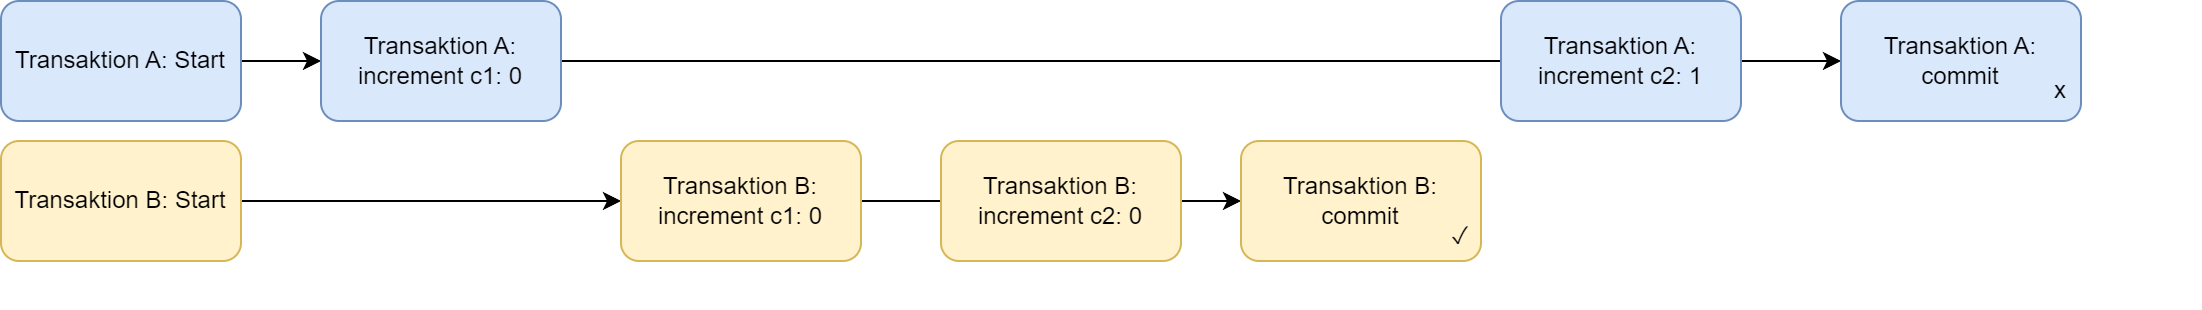 Transaktion A: Start
Transaktion A:
increment c1: 0
Transaktion A:
increment c2: 1
Transaktion A:
commit
x
Transaktion B: Start
Transaktion B:
increment c1: 0
Transaktion B:
increment c2: 0
Transaktion B:
commit
✓